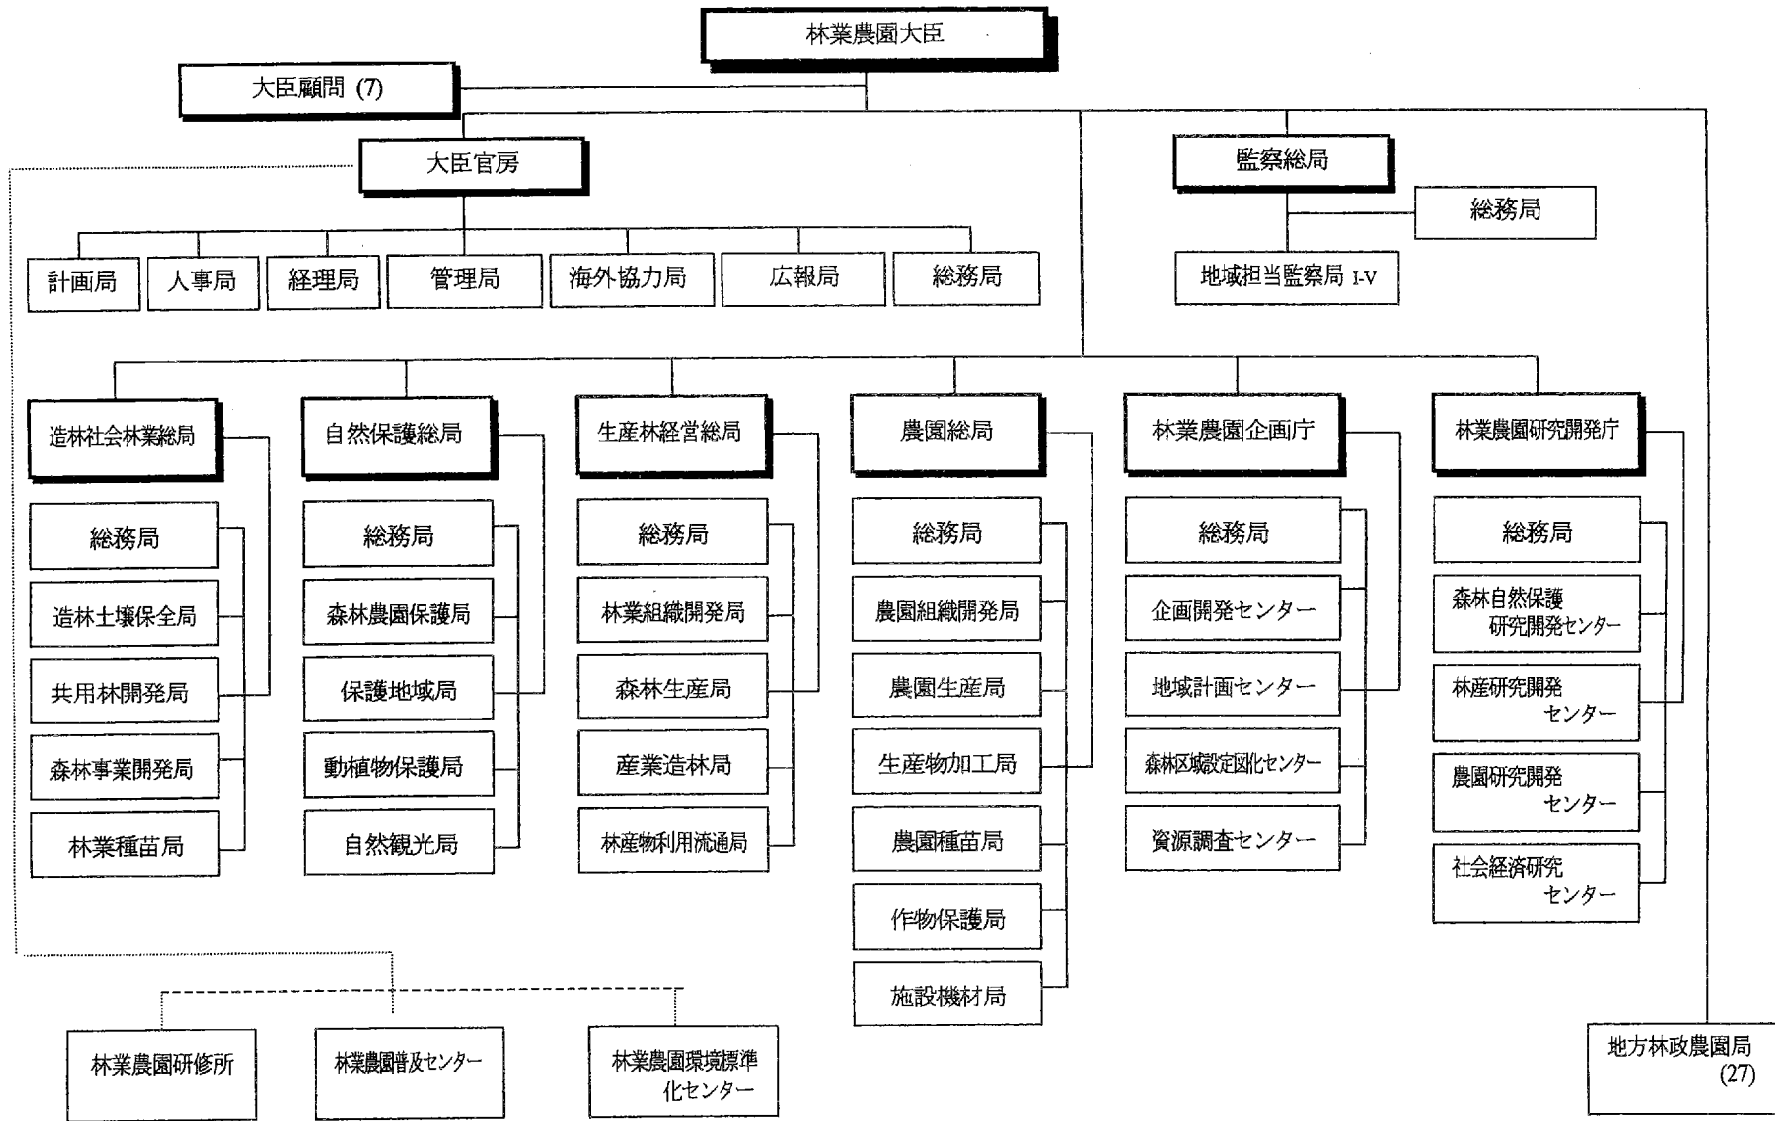 林業農園大臣
大臣顧問 (7)
大臣官房
監察総局
総務局
地域担当監察局 I-V
計画局
人事局
経理局
管理局
海外協力局
広報局
総務局
造林社会林業総局
総務局
造林土壌保全局
共用林開発局
森林事業開発局
林業種苗局
自然保護総局
総務局
森林農園保護局
保護地域局
動植物保護局
自然観光局
生産林経営総局
総務局
林業組織開発局
森林生産局
産業造林局
林産物利用流通局
農園総局
総務局
農園組織開発局
農園生産局
生産物加工局
農園種苗局
作物保護局
施設機材局
林業農園企画庁
総務局
企画開発センター
地域計画センター
森林区域設定図化センター
資源調査センター
林業農園研究開発庁
総務局
森林自然保護
研究開発センター
林産研究開発
センター
農園研究開発
センター
社会経済研究
センター
林業農園研修所
林業農園普及センター
林業農園環境標準
化センター
地方林政農園局
(27)